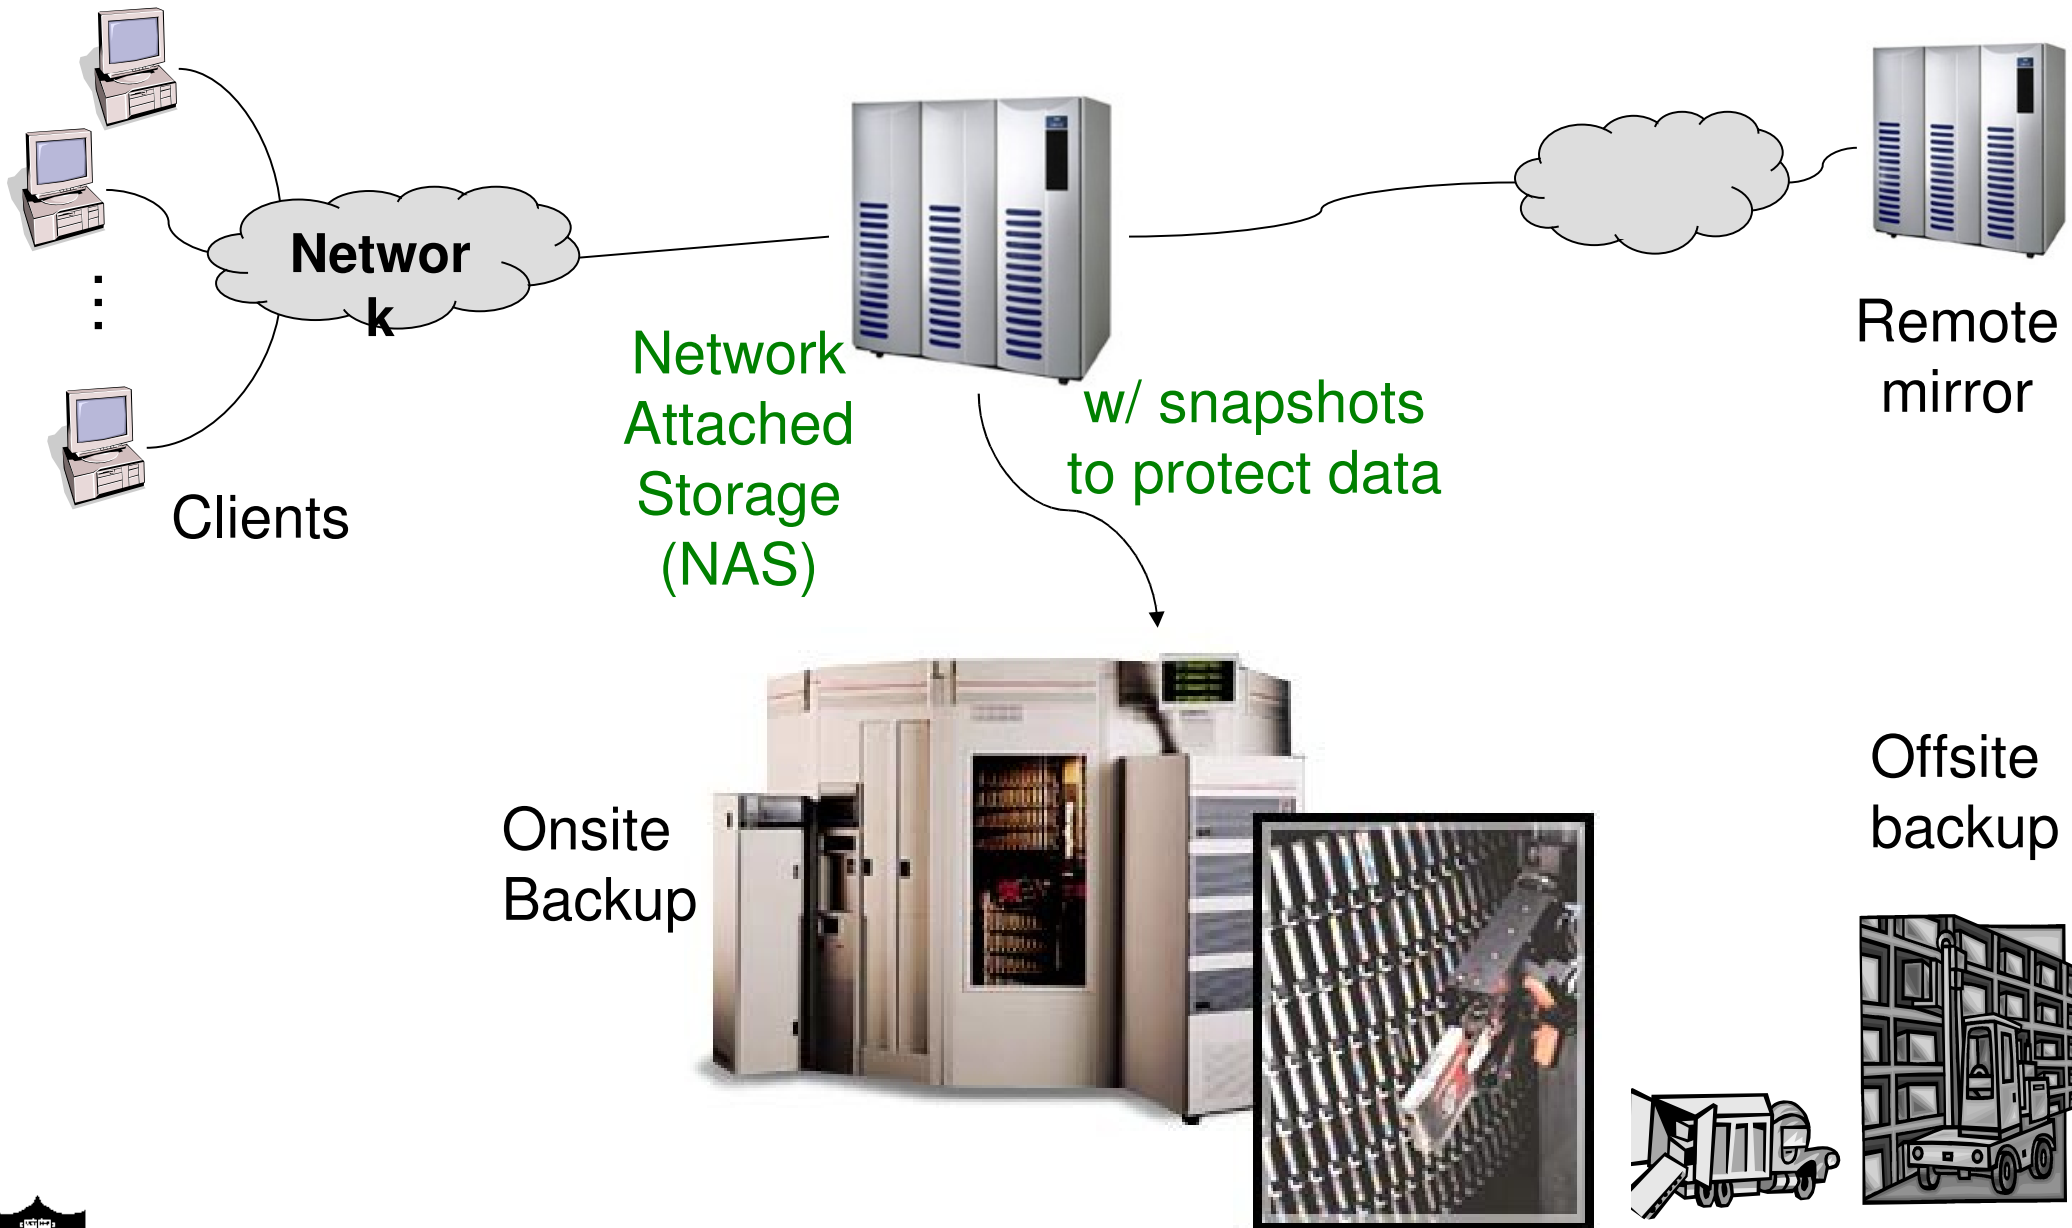 Networ
k
Clients
Network
Attached
Storage
(NAS)
w/ snapshots
to protect data
Remote
mirror
Onsite
Backup
Offsite
backup